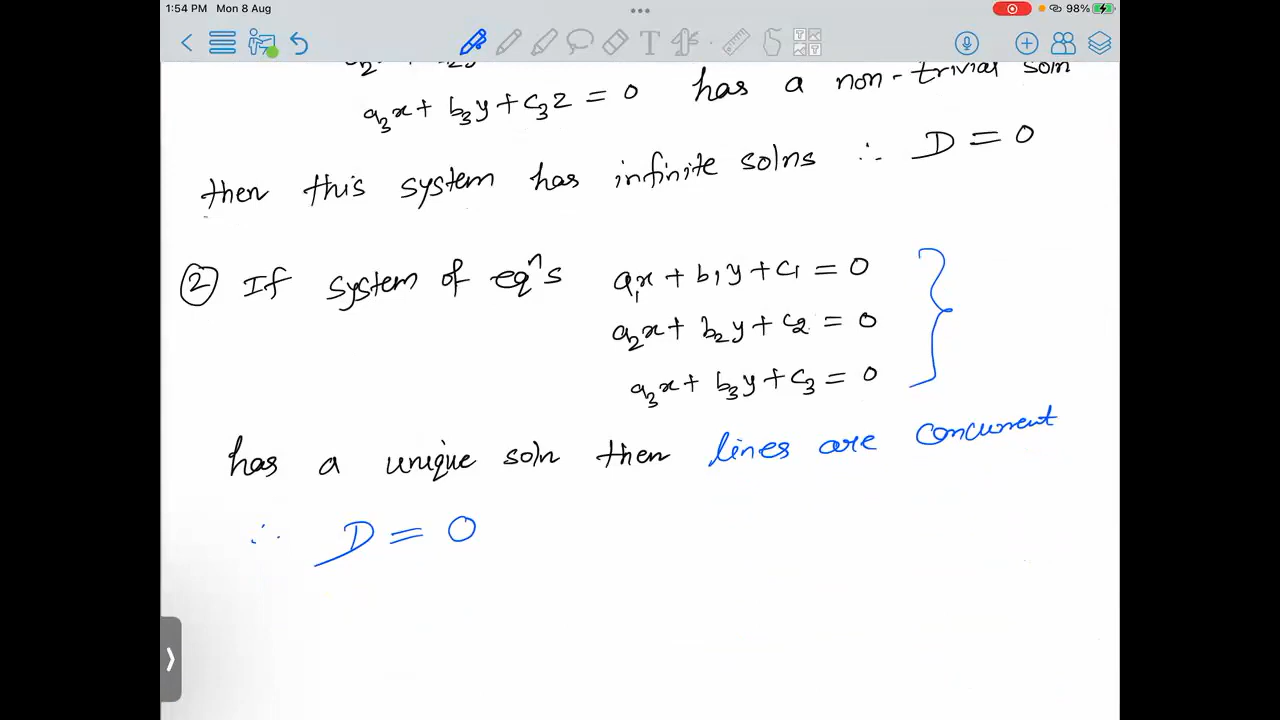 1:54 PM Mon 8 Aug
98%
a₃x + b₃y + c₃z = 0 has a non-trivial soln
then this system has infinite solns ∴ D = 0
② If system of eqⁿs a₁x + b₁y + c₁ = 0
a₂x + b₂y + c₂ = 0
a₃x + b₃y + c₃ = 0
has a unique soln then lines are concurrent
∴ D = 0